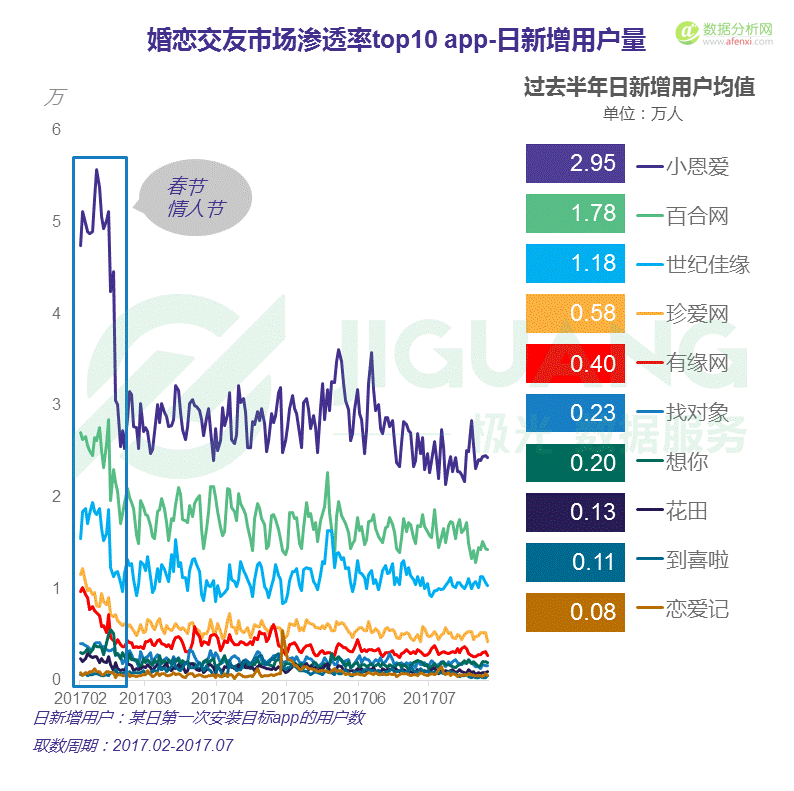 婚恋交友市场渗透率top10 app-日新增用户量
数据分析网
www.afenxi.com
万
6
5
4
3
2
1
0
春节
情人节
201702
201703
201704
201705
201706
201707
过去半年日新增用户均值
单位：万人
2.95 小恩爱
1.78 百合网
1.18 世纪佳缘
0.58 珍爱网
0.40 有缘网
0.23 找对象
0.20 想你
0.13 花田
0.11 到喜啦
0.08 恋爱记
JIGUANG
极光 数据服务
日新增用户：某日第一次安装目标app的用户数
取数周期：2017.02-2017.07